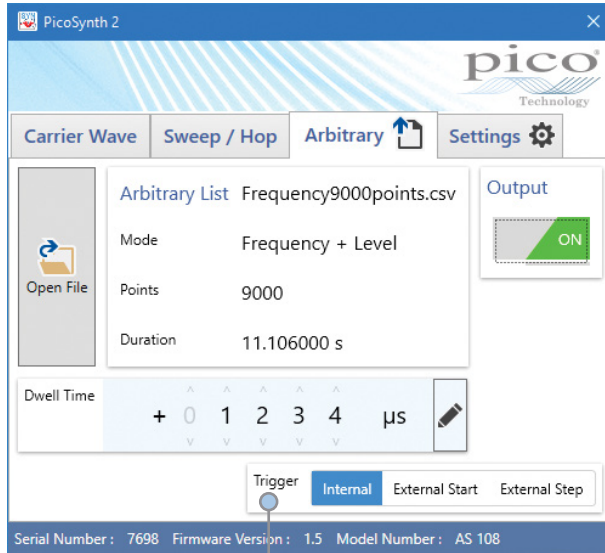 PicoSynth 2
pico
Technology
Carrier Wave Sweep / Hop Arbitrary Settings
Arbitrary List Frequency9000points.csv
Mode Frequency + Level
Points 9000
Duration 11.106000 s
Open File
Output
ON
Dwell Time + 0 1 2 3 4 µs
Trigger Internal External Start External Step
Serial Number : 7698 Firmware Version : 1.5 Model Number : AS 108